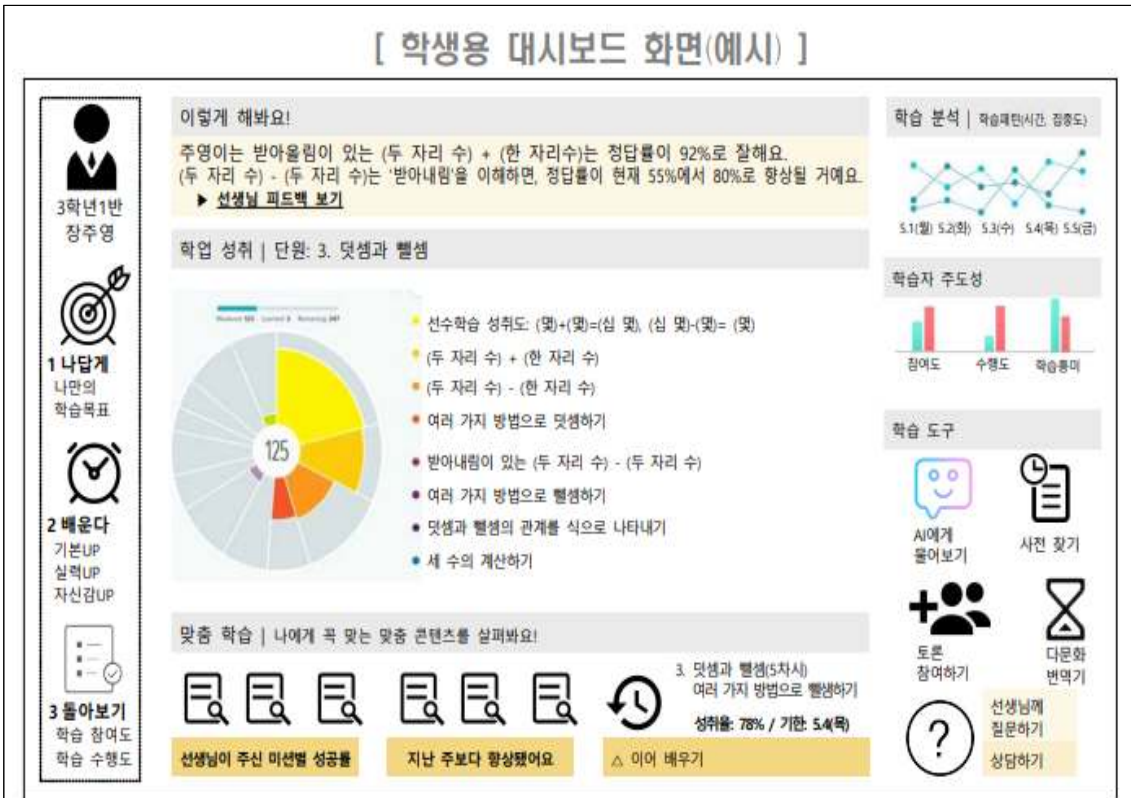 [ 학생용 대시보드 화면(예시) ]
3학년1반
장주영
1 나답게
나만의
학습목표
2 배운다
기본UP
실력UP
자신감UP
3 돌아보기
학습 참여도
학습 수행도
이렇게 해봐요!
주영이는 받아올림이 있는 (두 자리 수) + (한 자리수)는 정답률이 92%로 잘해요.
(두 자리 수) - (두 자리 수)는 '받아내림'을 이해하면, 정답률이 현재 55%에서 80%로 향상될 거예요.
▶ 선생님 피드백 보기
학업 성취 | 단원: 3. 덧셈과 뺄셈
125
선수학습 성취도: (몇)+(몇)=(십 몇), (십 몇)-(몇)= (몇)
(두 자리 수) + (한 자리 수)
(두 자리 수) - (한 자리 수)
여러 가지 방법으로 덧셈하기
받아내림이 있는 (두 자리 수) - (두 자리 수)
여러 가지 방법으로 뺄셈하기
덧셈과 뺄셈의 관계를 식으로 나타내기
세 수의 계산하기
맞춤 학습 | 나에게 꼭 맞는 맞춤 콘텐츠를 살펴봐요!
선생님이 주신 미션별 성공률
지난 주보다 향상됐어요
3. 덧셈과 뺄셈(5차시)
여러 가지 방법으로 뺄셈하기
성취율: 78% / 기한: 5.4(목)
△ 이어 배우기
학습 분석 | 학습패턴(시간, 집중도)
5.1(월) 5.2(화) 5.3(수) 5.4(목) 5.5(금)
학습자 주도성
참여도 수행도 학습흥미
학습 도구
AI에게
물어보기
사전 찾기
토론
참여하기
다문화
번역기
?
선생님께
질문하기
상담하기